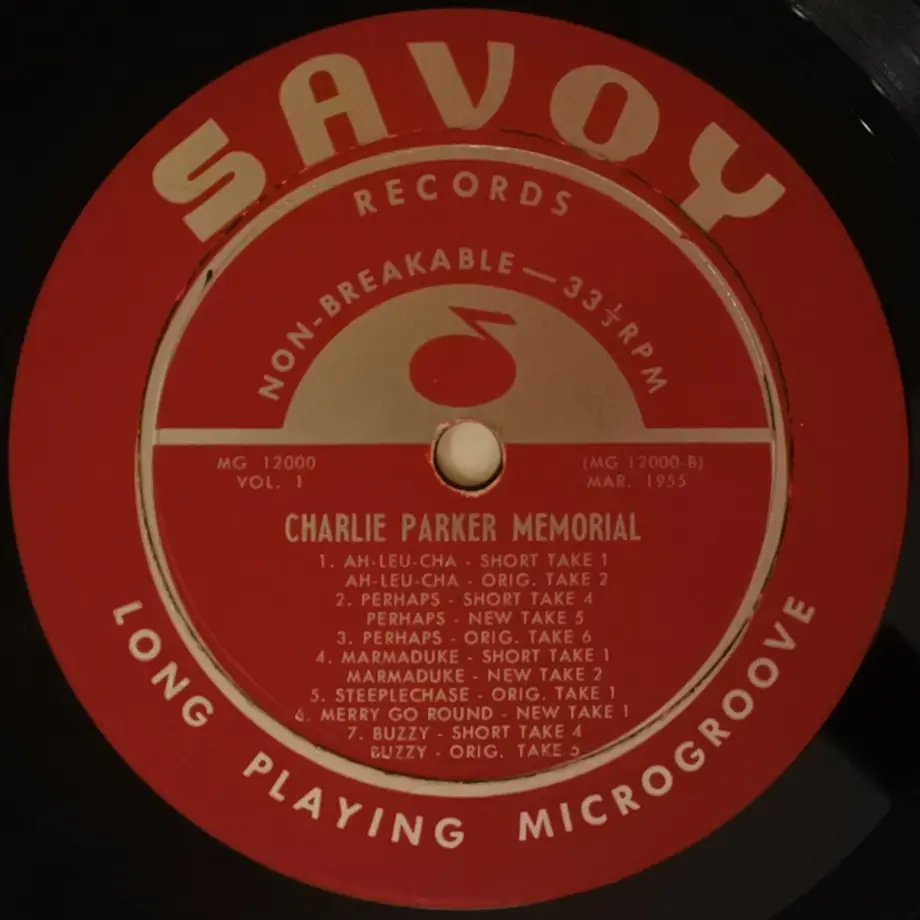 SAVOY
RECORDS
NON-BREAKABLE — 33⅓ RPM
MG 12000
VOL. 1
(MG 12000-B)
MAR. 1955
CHARLIE PARKER MEMORIAL
1. AH-LEU-CHA - SHORT TAKE 1
AH-LEU-CHA - ORIG. TAKE 2
2. PERHAPS - SHORT TAKE 4
PERHAPS - NEW TAKE 5
3. PERHAPS - ORIG. TAKE 6
4. MARMADUKE - SHORT TAKE 1
MARMADUKE - NEW TAKE 2
5. STEEPLECHASE - ORIG. TAKE 1
6. MERRY GO ROUND - NEW TAKE 1
7. BUZZY - SHORT TAKE 4
BUZZY - ORIG. TAKE 5
LONG PLAYING MICROGROOVE